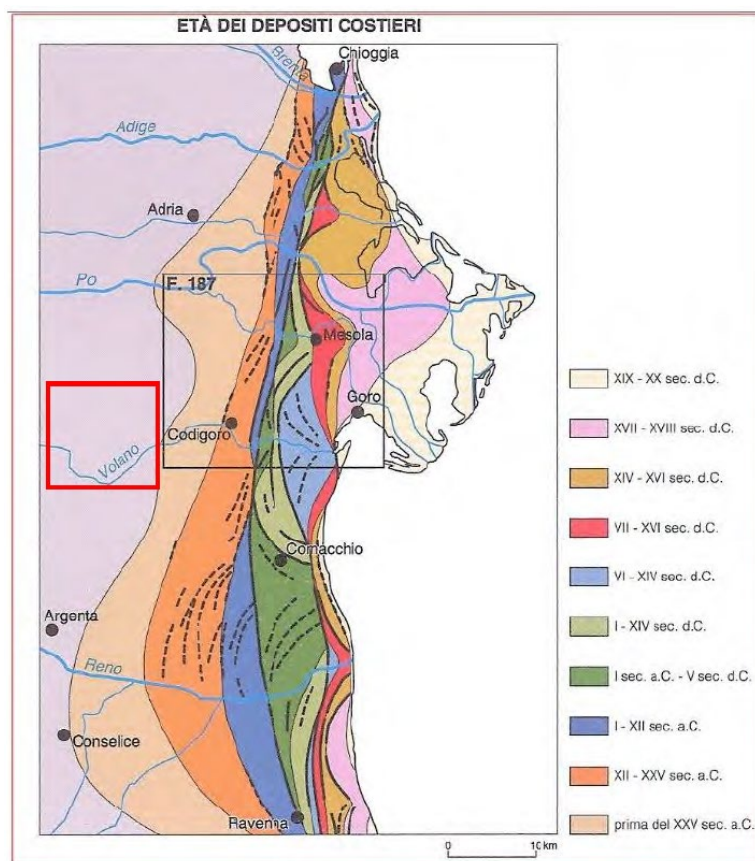 ETÀ DEI DEPOSITI COSTIERI
Chioggia
Brenta
Adige
Adria
Po
F. 187
Mesola
Goro
Codigoro
Volano
Comacchio
Argenta
Reno
Conselice
Ravenna
XIX - XX sec. d.C.
XVII - XVIII sec. d.C.
XIV - XVI sec. d.C.
VII - XVI sec. d.C.
VI - XIV sec. d.C.
I - XIV sec. d.C.
I sec. a.C. - V sec. d.C.
I - XII sec. a.C.
XII - XXV sec. a.C.
prima del XXV sec. a.C.
0 10 km